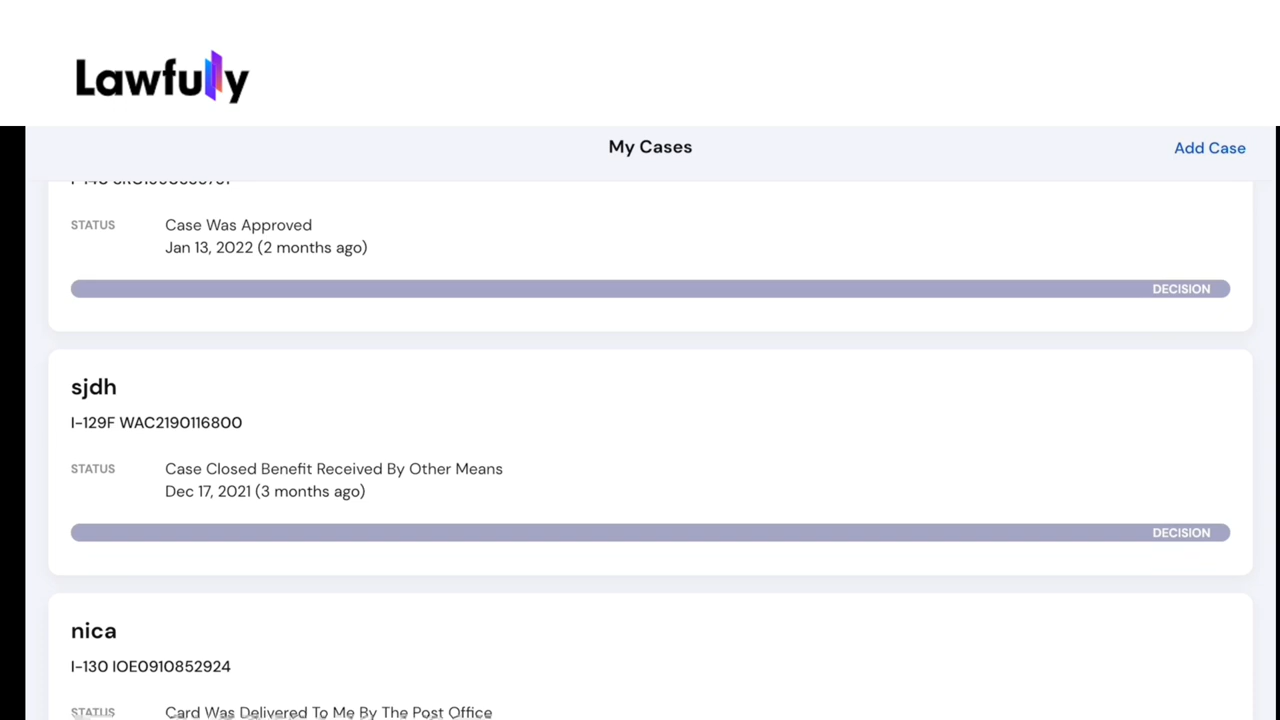 Lawfully
My Cases
Add Case
STATUS
Case Was Approved
Jan 13, 2022 (2 months ago)
DECISION
sjdh
I-129F WAC2190116800
STATUS
Case Closed Benefit Received By Other Means
Dec 17, 2021 (3 months ago)
DECISION
nica
I-130 IOE0910852924
STATUS
Card Was Delivered To Me By The Post Office